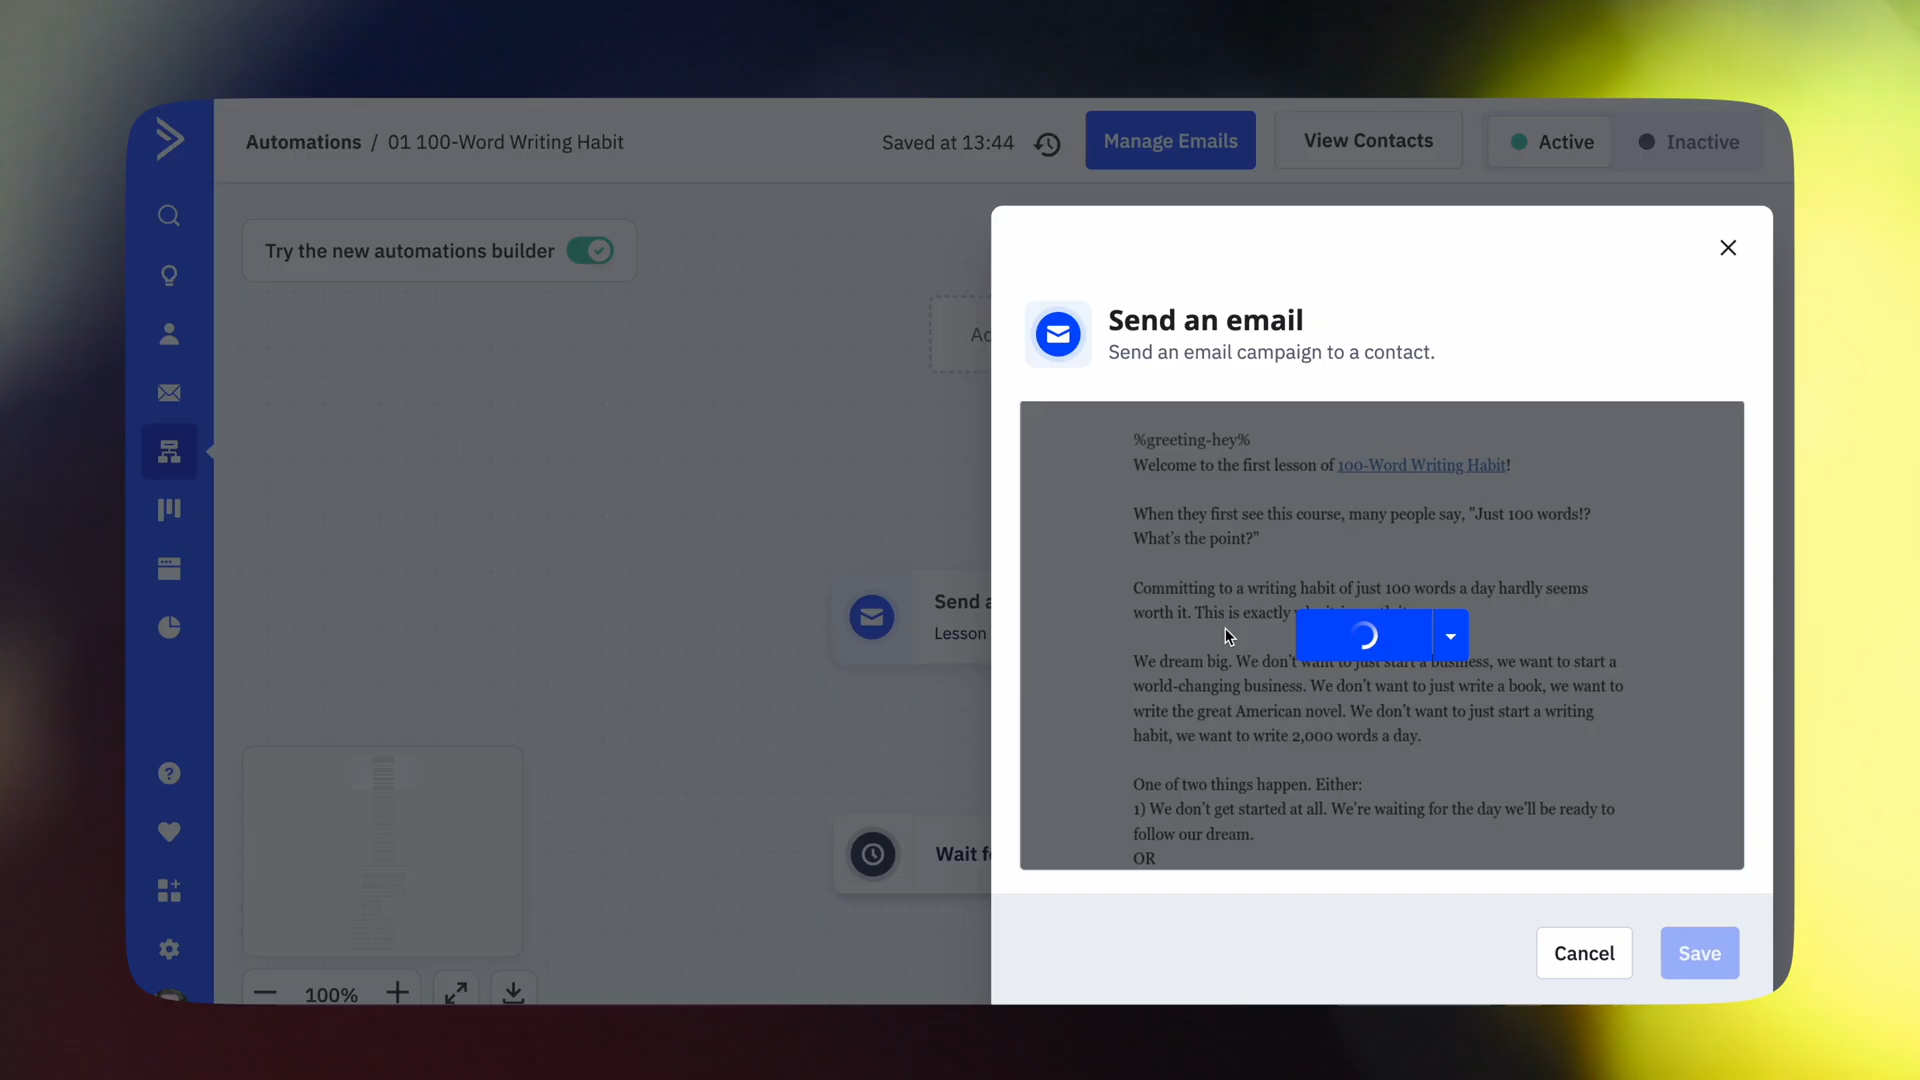 Automations / 01 100-Word Writing Habit
Saved at 13:44
Manage Emails
View Contacts
Active
Inactive
Try the new automations builder
Send an email
Send an email campaign to a contact.
%greeting-hey%
Welcome to the first lesson of 100-Word Writing Habit!
When they first see this course, many people say, "Just 100 words!?
What's the point?"
Committing to a writing habit of just 100 words a day hardly seems
worth it. This is exactly
We dream big. We don't want to just start a business, we want to start a
world-changing business. We don't want to just write a book, we want to
write the great American novel. We don't want to just start a writing
habit, we want to write 2,000 words a day.
One of two things happen. Either:
1) We don't get started at all. We're waiting for the day we'll be ready to
follow our dream.
OR
Send
Lesson
Wait
100%
Cancel
Save